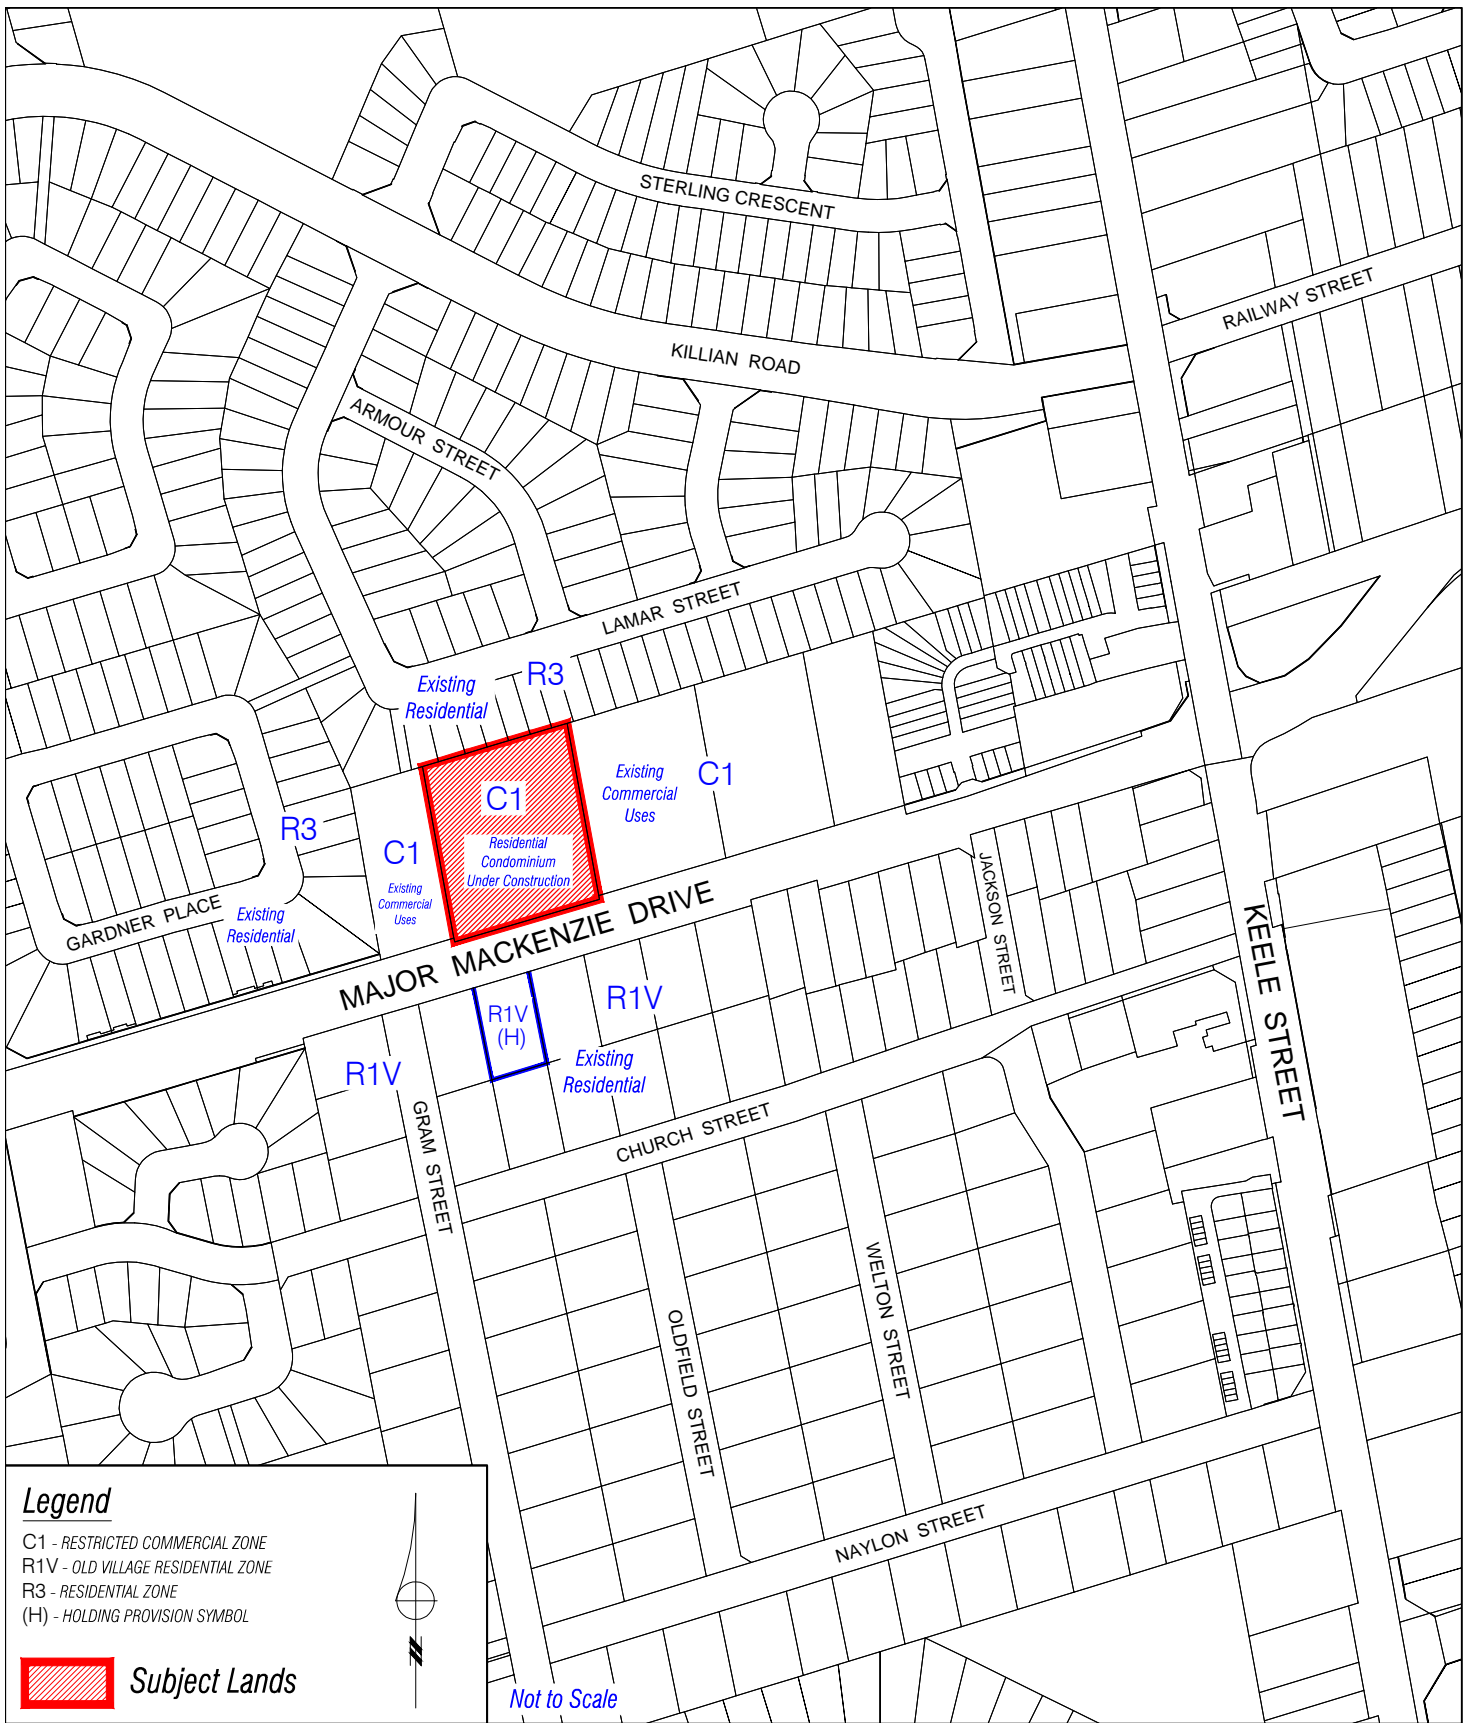 STERLING CRESCENT
RAILWAY STREET
KILLIAN ROAD
ARMOUR STREET
LAMAR STREET
R3
Existing
Residential
C1
Existing
Commercial
Uses
C1
Residential
Condominium
Under Construction
R3
C1
Existing
Commercial
Uses
GARDNER PLACE
Existing
Residential
MAJOR MACKENZIE DRIVE
JACKSON STREET
KEELE STREET
R1V
(H)
R1V
Existing
Residential
R1V
GRAM STREET
CHURCH STREET
WELTON STREET
OLDFIELD STREET
NAYLON STREET
Legend
C1 - RESTRICTED COMMERCIAL ZONE
R1V - OLD VILLAGE RESIDENTIAL ZONE
R3 - RESIDENTIAL ZONE
(H) - HOLDING PROVISION SYMBOL
N
Subject Lands
Not to Scale